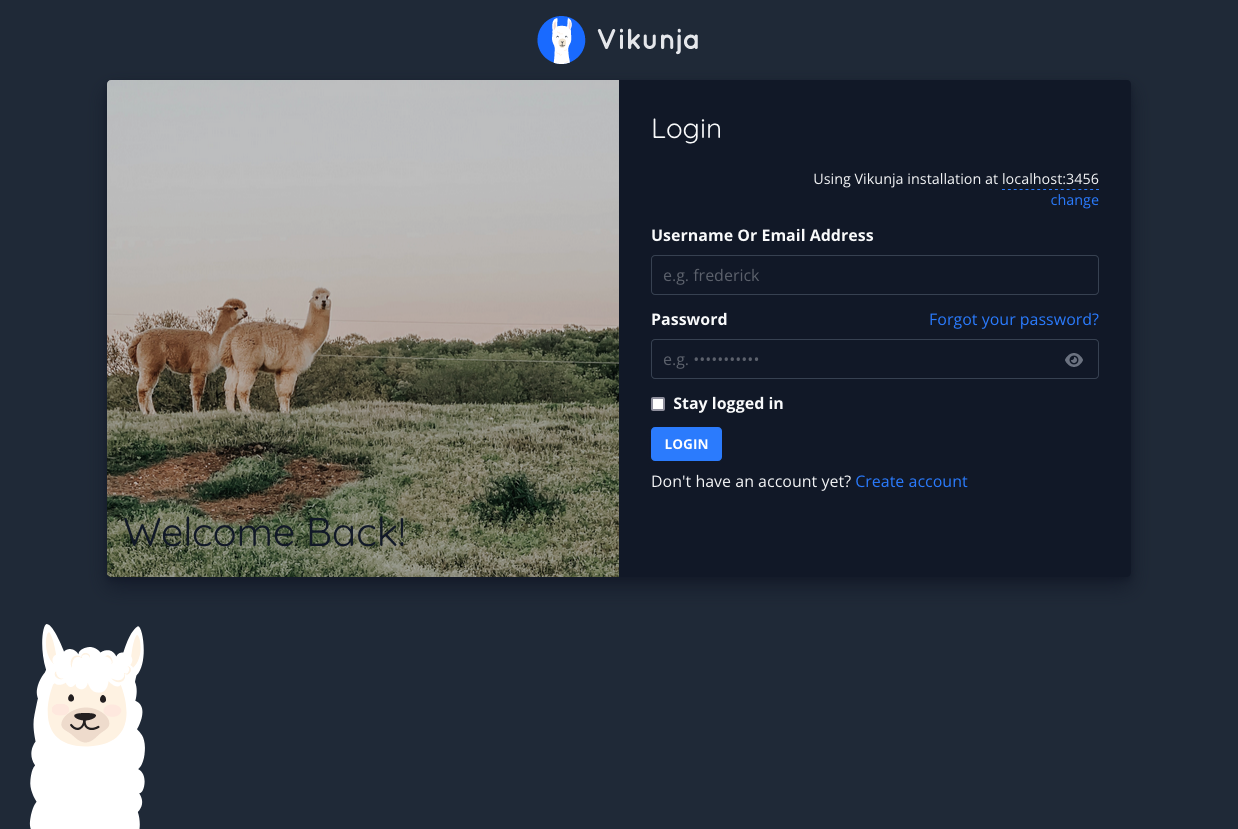 Vikunja
Login
Using Vikunja installation at localhost:3456
change
Username Or Email Address
e.g. frederick
Password
Forgot your password?
e.g. •••••••••••
Stay logged in
LOGIN
Don't have an account yet? Create account
Welcome Back!